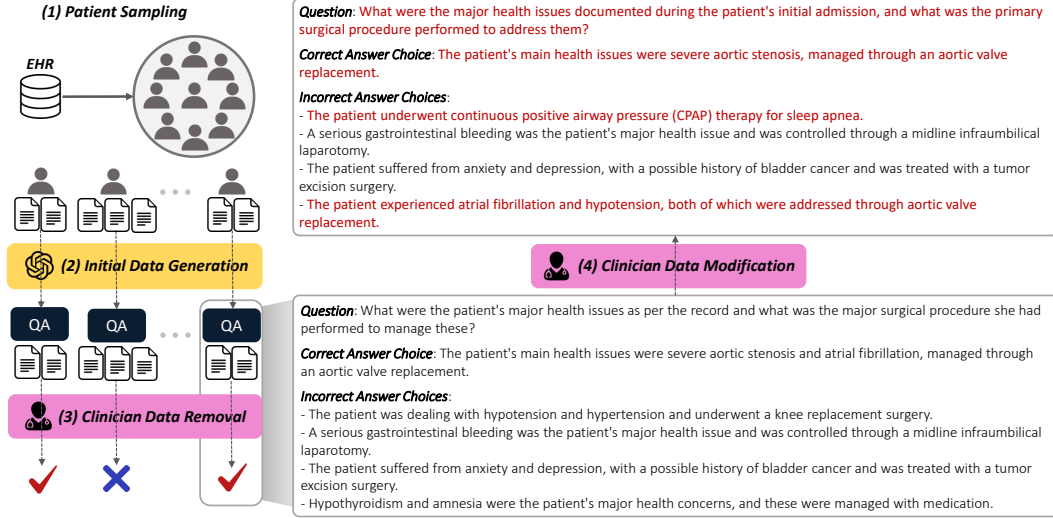 (1) Patient Sampling
EHR
(2) Initial Data Generation
QA
QA
QA
(3) Clinician Data Removal
Question: What were the major health issues documented during the patient's initial admission, and what was the primary
surgical procedure performed to address them?
Correct Answer Choice: The patient's main health issues were severe aortic stenosis, managed through an aortic valve
replacement.
Incorrect Answer Choices:
- The patient underwent continuous positive airway pressure (CPAP) therapy for sleep apnea.
- A serious gastrointestinal bleeding was the patient's major health issue and was controlled through a midline infraumbilical
laparotomy.
- The patient suffered from anxiety and depression, with a possible history of bladder cancer and was treated with a tumor
excision surgery.
- The patient experienced atrial fibrillation and hypotension, both of which were addressed through aortic valve
replacement.
(4) Clinician Data Modification
Question: What were the patient's major health issues as per the record and what was the major surgical procedure she had
performed to manage these?
Correct Answer Choice: The patient's main health issues were severe aortic stenosis and atrial fibrillation, managed through
an aortic valve replacement.
Incorrect Answer Choices:
- The patient was dealing with hypotension and hypertension and underwent a knee replacement surgery.
- A serious gastrointestinal bleeding was the patient's major health issue and was controlled through a midline infraumbilical
laparotomy.
- The patient suffered from anxiety and depression, with a possible history of bladder cancer and was treated with a tumor
excision surgery.
- Hypothyroidism and amnesia were the patient's major health concerns, and these were managed with medication.